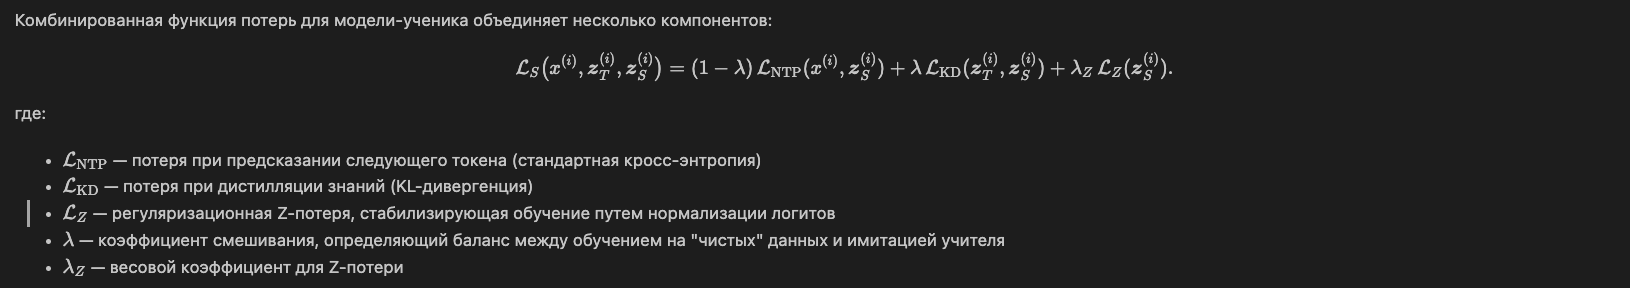 Комбинированная функция потерь для модели-ученика объединяет несколько компонентов:
$$\mathcal{L}_S\big(x^{(i)}, \boldsymbol{z}_T^{(i)}, \boldsymbol{z}_S^{(i)}\big) = (1 - \lambda)\, \mathcal{L}_{\text{NTP}}(x^{(i)}, \boldsymbol{z}_S^{(i)}) + \lambda\, \mathcal{L}_{\text{KD}}(\boldsymbol{z}_T^{(i)}, \boldsymbol{z}_S^{(i)}) + \lambda_Z\, \mathcal{L}_Z(\boldsymbol{z}_S^{(i)}).$$
где:
• $\mathcal{L}_{\text{NTP}}$ — потеря при предсказании следующего токена (стандартная кросс-энтропия)
• $\mathcal{L}_{\text{KD}}$ — потеря при дистилляции знаний (KL-дивергенция)
• $\mathcal{L}_Z$ — регуляризационная Z-потеря, стабилизирующая обучение путем нормализации логитов
• $\lambda$ — коэффициент смешивания, определяющий баланс между обучением на "чистых" данных и имитацией учителя
• $\lambda_Z$ — весовой коэффициент для Z-потери